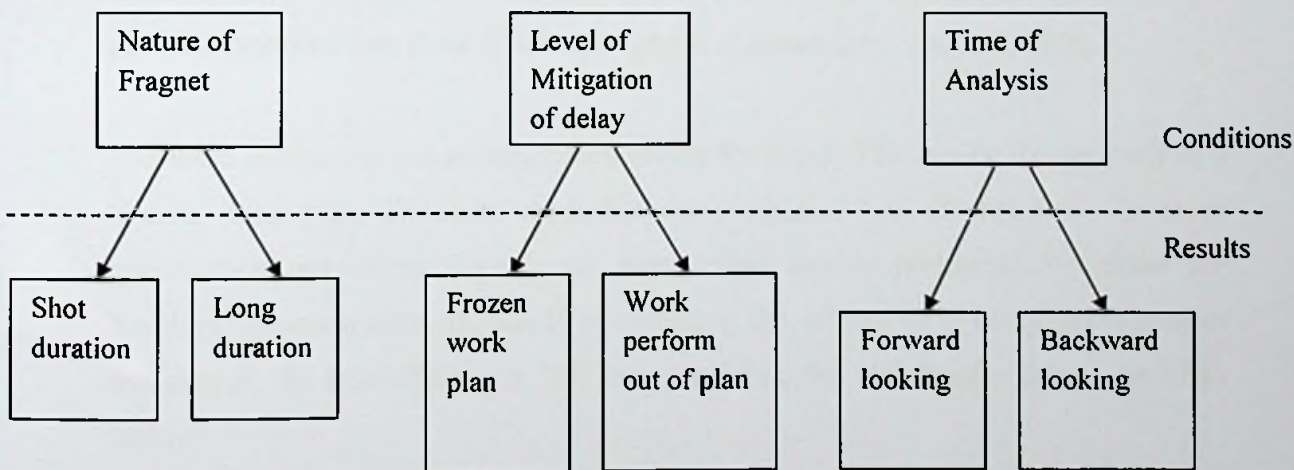 Nature of
Fragnet
Level of
Mitigation
of delay
Time of
Analysis
Conditions
Results
Shot
duration
Long
duration
Frozen
work
plan
Work
perform
out of plan
Forward
looking
Backward
looking